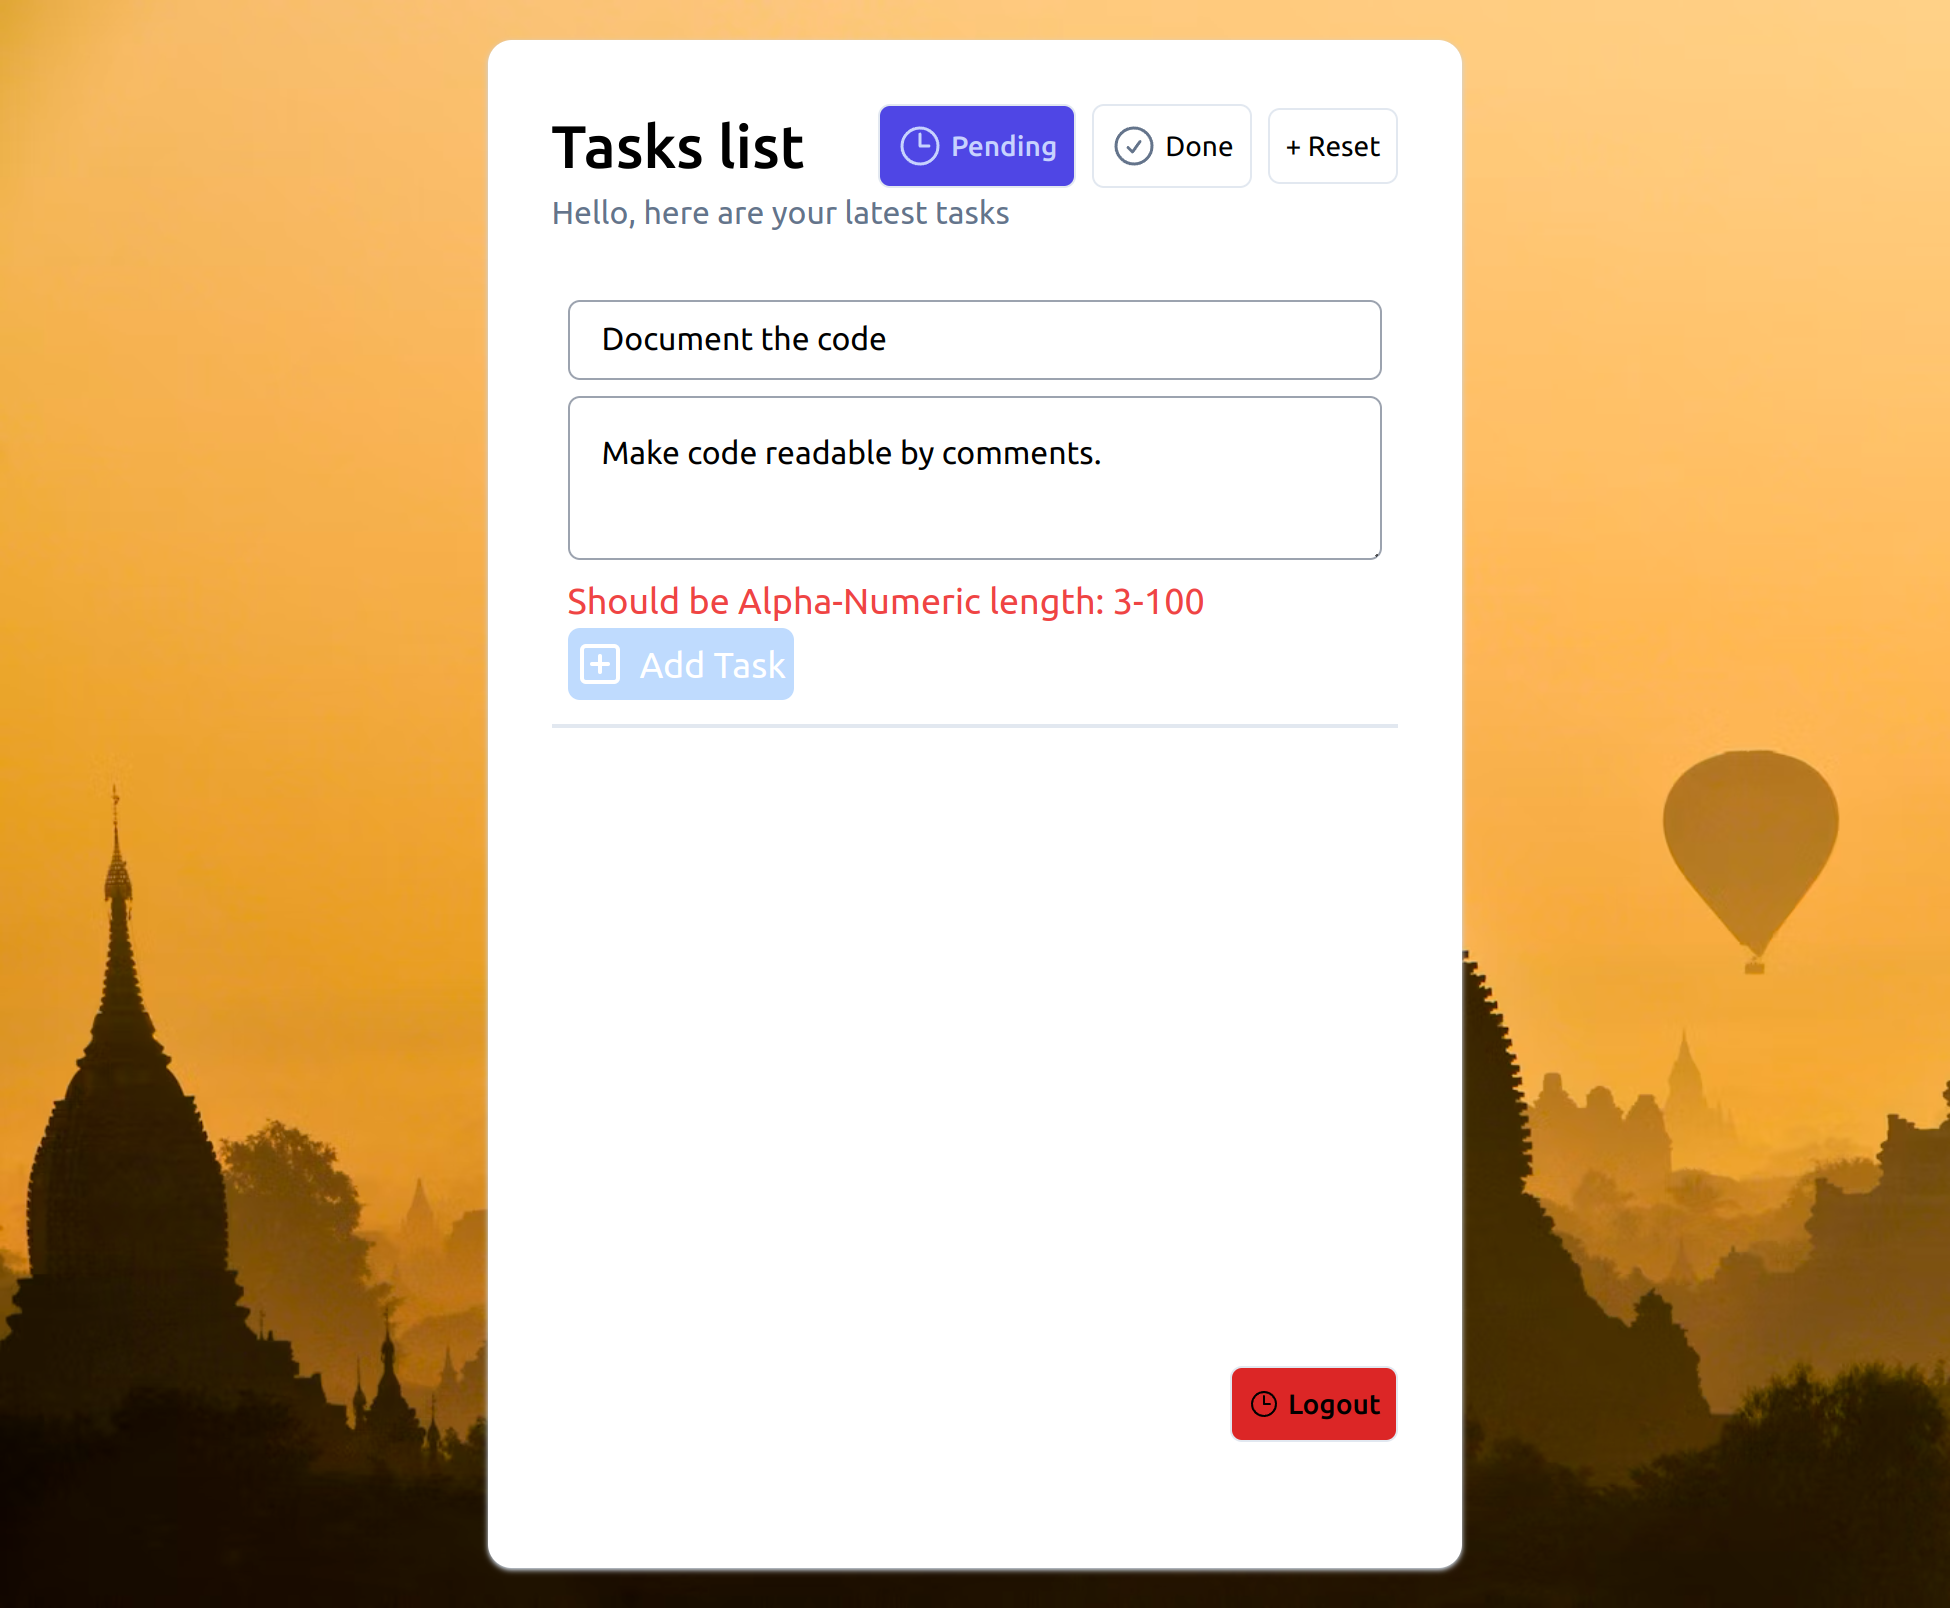 Tasks list
Pending
Done
+ Reset
Hello, here are your latest tasks
Document the code
Make code readable by comments.
Should be Alpha-Numeric length: 3-100
Add Task
Logout